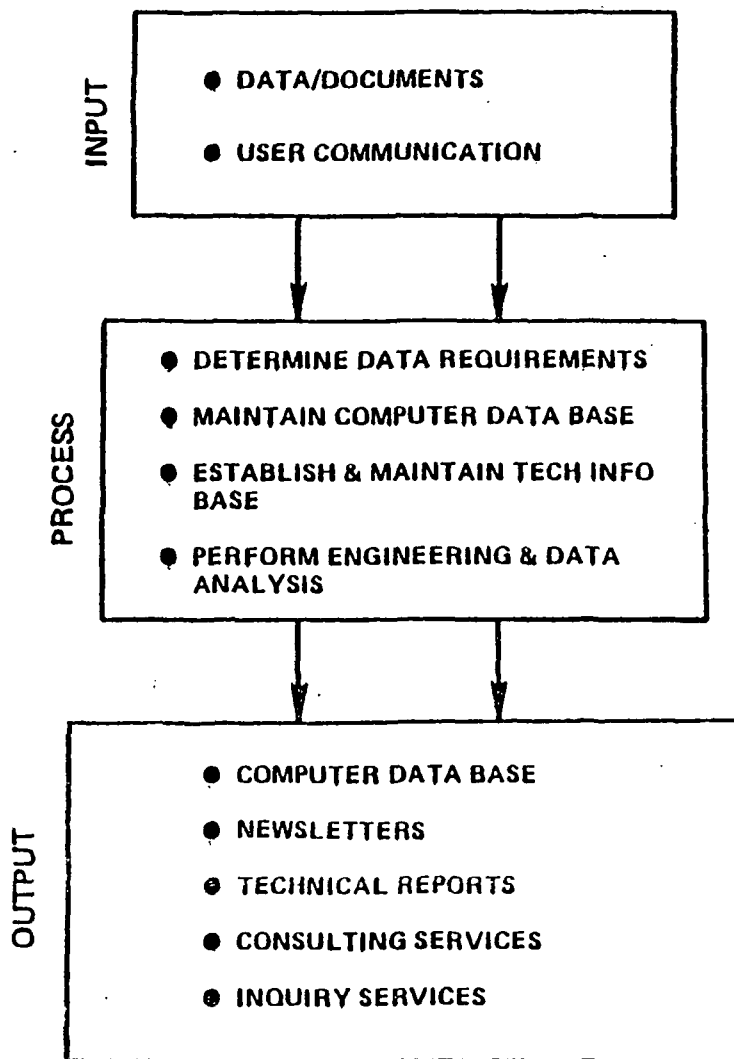 INPUT
● DATA/DOCUMENTS
● USER COMMUNICATION
PROCESS
● DETERMINE DATA REQUIREMENTS
● MAINTAIN COMPUTER DATA BASE
● ESTABLISH & MAINTAIN TECH INFO
BASE
● PERFORM ENGINEERING & DATA
ANALYSIS
OUTPUT
● COMPUTER DATA BASE
● NEWSLETTERS
● TECHNICAL REPORTS
● CONSULTING SERVICES
● INQUIRY SERVICES